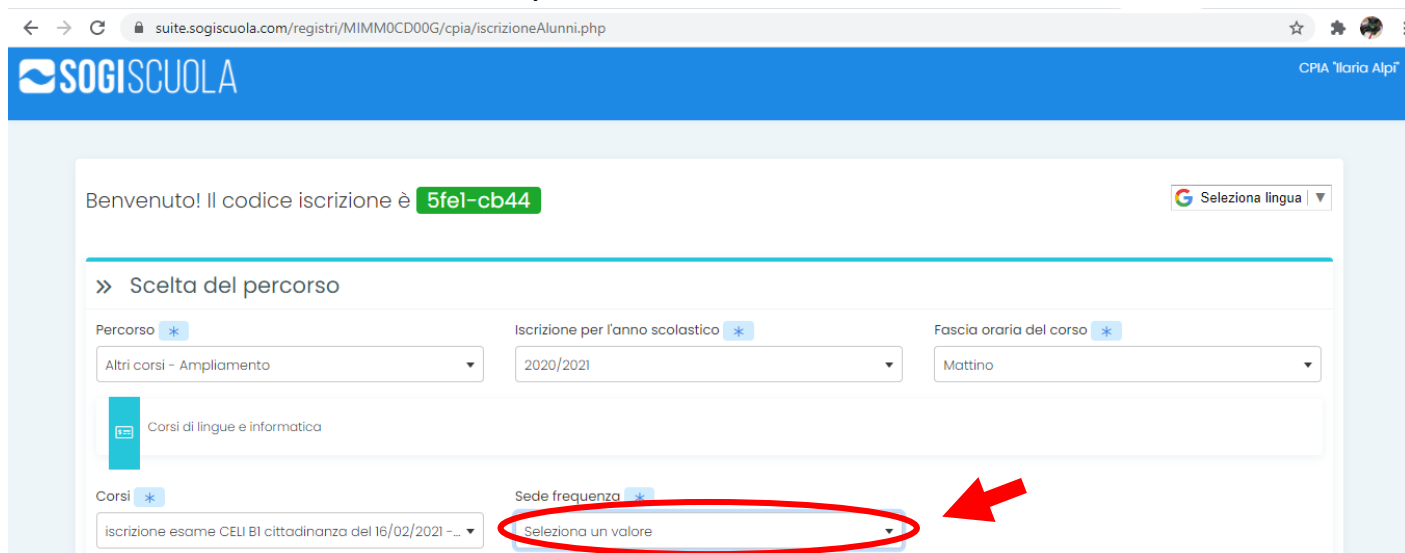 suite.sogiscuola.com/registri/MIMM0CD00G/cpia/iscrizioneAlunni.php
SOGISCUOLA
CPIA "Ilaria Alpi"
Benvenuto! Il codice iscrizione è 5fe1-cb44
Seleziona lingua
Scelta del percorso
Percorso *
Iscrizione per l'anno scolastico *
Fascia oraria del corso *
Altri corsi - Ampliamento
2020/2021
Mattino
Corsi di lingue e informatica
Corsi *
Sede frequenza *
iscrizione esame CELI B1 cittadinanza del 16/02/2021 -...
Seleziona un valore